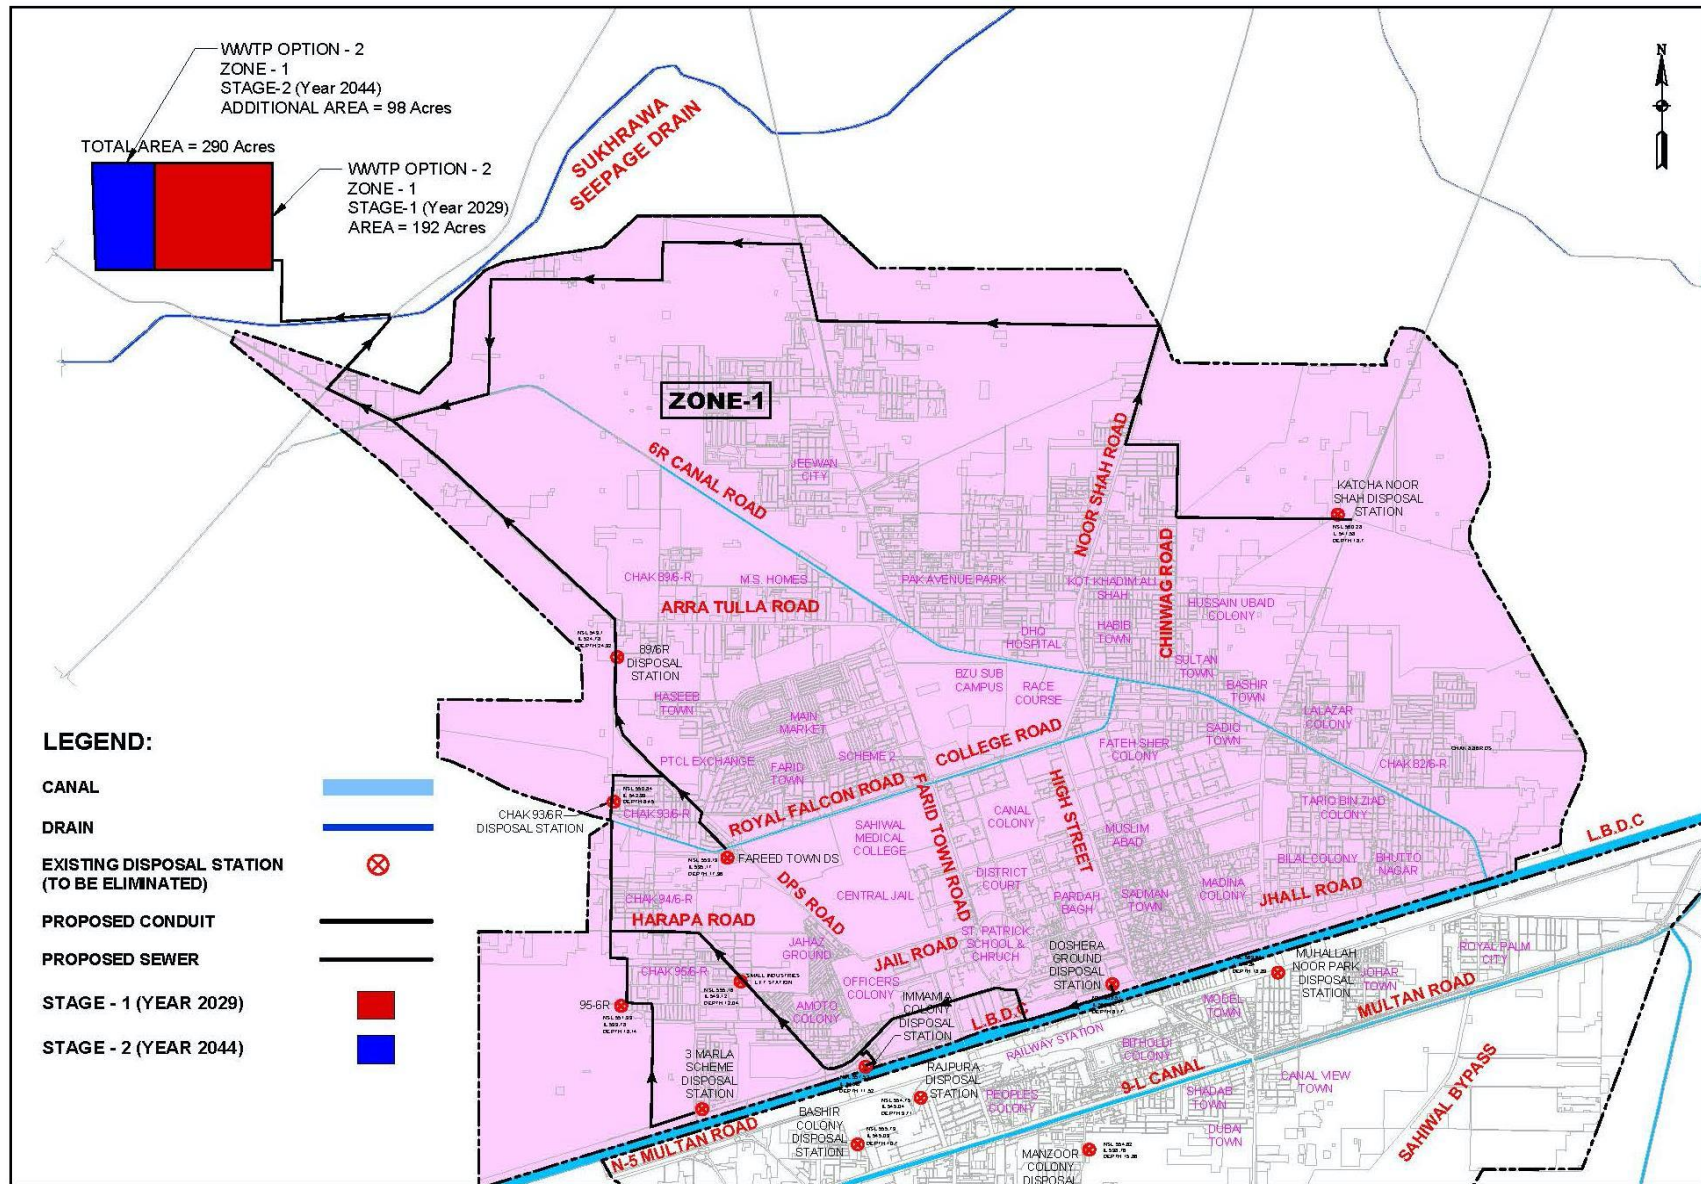 WWTP OPTION - 2
ZONE - 1
STAGE-2 (Year 2044)
ADDITIONAL AREA = 98 Acres
TOTAL AREA = 290 Acres
WWTP OPTION - 2
ZONE - 1
STAGE-1 (Year 2029)
AREA = 192 Acres
SUKHRAWA
SEEPAGE DRAIN
N
ZONE-1
6R CANAL ROAD
JEEWAN
CITY
NOOR SHAH ROAD
CHINWAG ROAD
KATCHA NOOR
SHAH DISPOSAL
STATION
CHAK 89/6-R
M.S. HOMES
PAK AVENUE PARK
KOT KHADIM ALI
SHAH
ARRA TULLA ROAD
HUSSAIN UBAID
COLONY
HABIB
TOWN
DHQ
HOSPITAL
89/6R
DISPOSAL
STATION
SULTAN
TOWN
BZU SUB
CAMPUS
RACE
COURSE
BASHIR
TOWN
HASEEB
TOWN
MAIN
MARKET
LALAZAR
COLONY
SADIQ
TOWN
COLLEGE ROAD
FATEH SHER
COLONY
PTCL EXCHANGE
SCHEME 2
FARID
TOWN
CHAK 82/6-R
ROYAL FALCON ROAD
FARID TOWN ROAD
HIGH STREET
TARIQ BIN ZIAD
COLONY
CHAK 93/6R
DISPOSAL STATION
CHAK 93/6-R
CANAL
COLONY
SAHIWAL
MEDICAL
COLLEGE
MUSLIM
ABAD
L.B.D.C
FAREED TOWN DS
BILAL COLONY
BHUTTO
NAGAR
DISTRICT
COURT
DPS ROAD
CENTRAL JAIL
PARDAH
BAGH
SADMAN
TOWN
MADINA
COLONY
JHALL ROAD
CHAK 94/6-R
HARAPA ROAD
JAHAZ
GROUND
JAIL ROAD
ST. PATRICK
SCHOOL &
CHRUCH
DOSHERA
GROUND
DISPOSAL
STATION
MUHALLAH
NOOR PARK
DISPOSAL
STATION
ROYAL PALM
CITY
JOHAR
TOWN
CHAK 95/6-R
SMALL INDUSTRIES
LIFT STATION
OFFICERS
COLONY
AMOTO
COLONY
IMMAMIA
COLONY
DISPOSAL
STATION
L.B.D.C
MODEL
TOWN
MULTAN ROAD
95-6R
RAILWAY STATION
BITHOLDI
COLONY
3 MARLA
SCHEME
DISPOSAL
STATION
RAJPURA
DISPOSAL
STATION
PEOPLES
COLONY
9-L CANAL
SHADAB
TOWN
CANAL VIEW
TOWN
SAHIWAL BYPASS
BASHIR
COLONY
DISPOSAL
STATION
N-5 MULTAN ROAD
DUBAI
TOWN
MANZOOR
COLONY
DISPOSAL
LEGEND:
CANAL
DRAIN
EXISTING DISPOSAL STATION
(TO BE ELIMINATED)
PROPOSED CONDUIT
PROPOSED SEWER
STAGE - 1 (YEAR 2029)
STAGE - 2 (YEAR 2044)